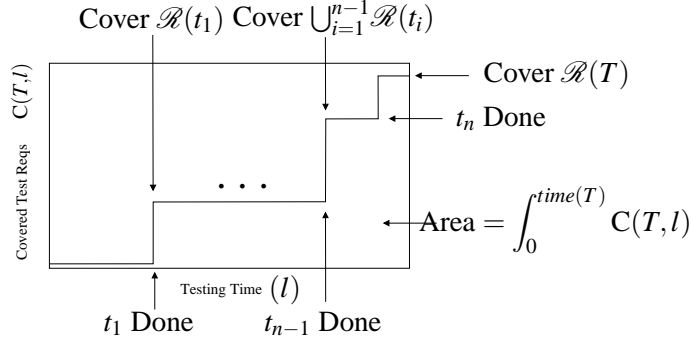 Cover ℛ(t₁) Cover ⋃ᵢ₌₁ⁿ⁻¹ ℛ(tᵢ)
Covered Test Reqs C(T,l)
Cover ℛ(T)
tₙ Done
· · ·
Area = ∫₀^{time(T)} C(T,l)
Testing Time (l)
t₁ Done tₙ₋₁ Done